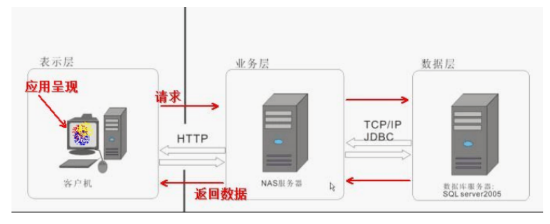 表示层
业务层
数据层
应用呈现
请求
HTTP
TCP/IP
JDBC
客户机
返回数据
NAS服务器
数据库服务器:
SQL server2005